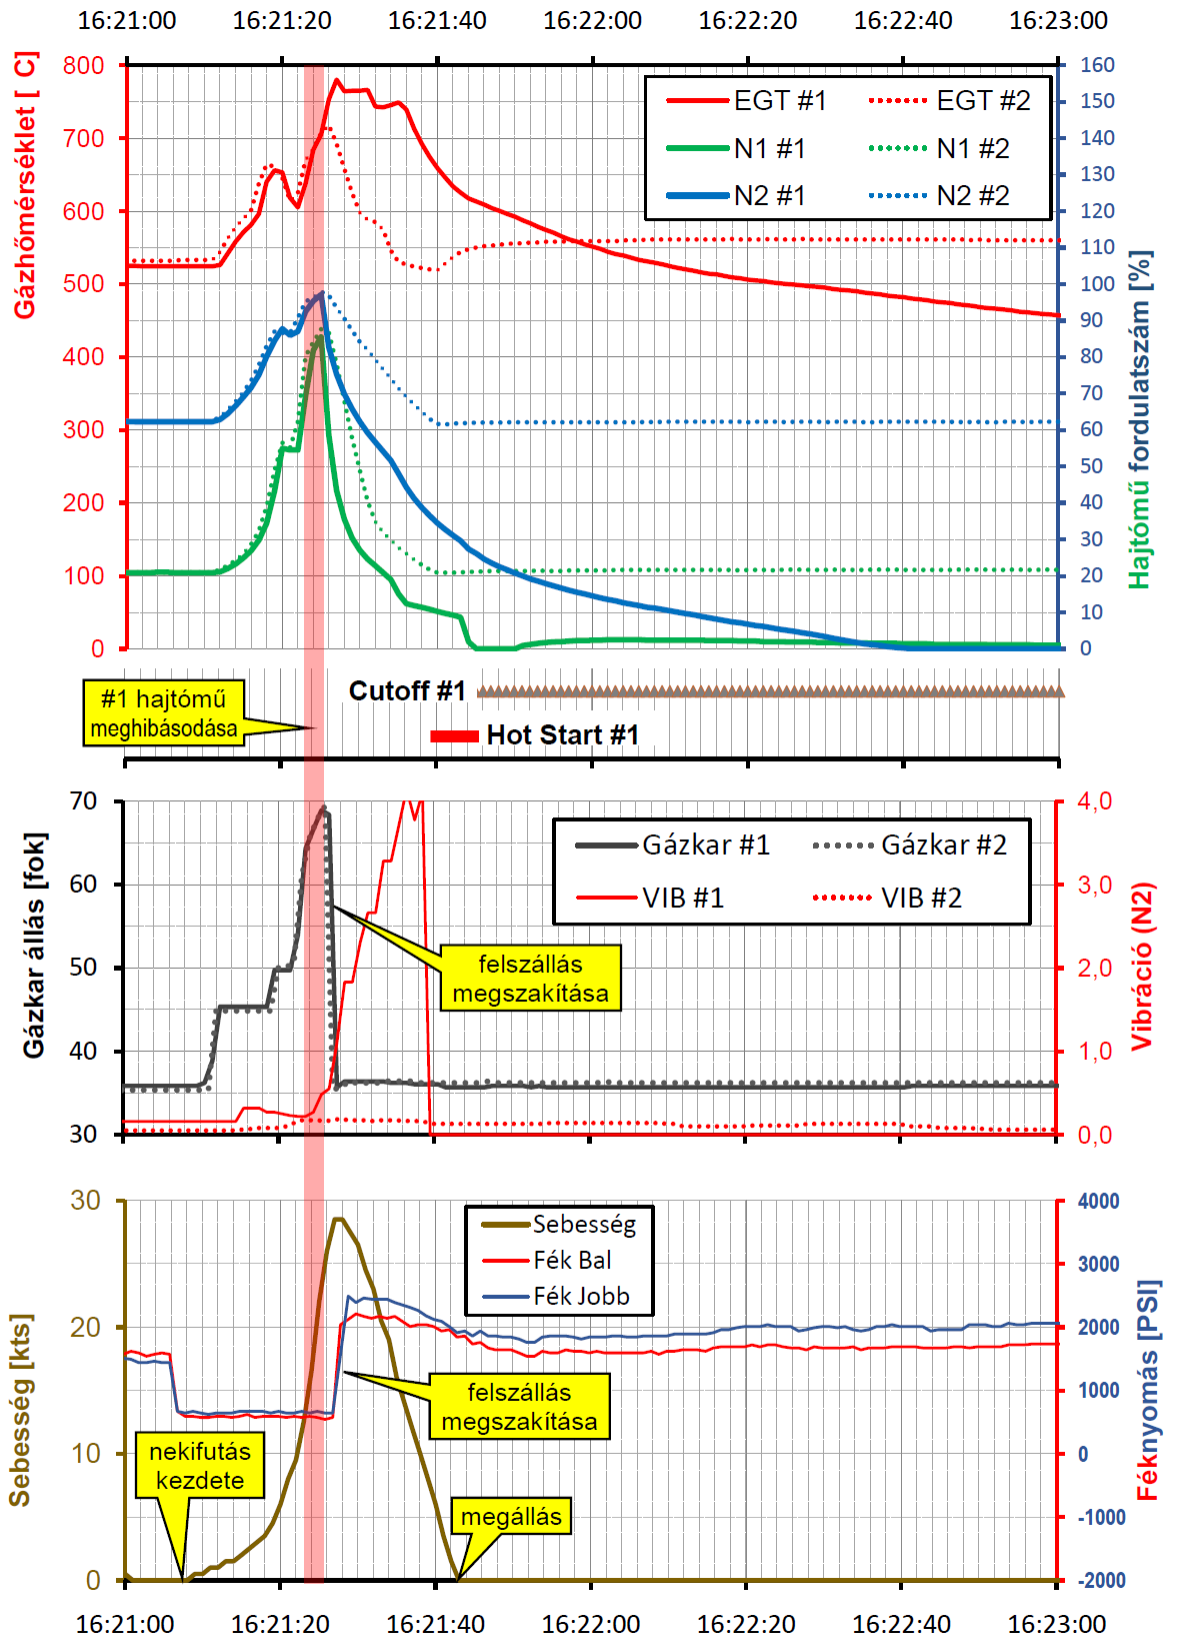 16:21:00 16:21:20 16:21:40 16:22:00 16:22:20 16:22:40 16:23:00
Gázhőmérséklet [ C]
800
700
600
500
400
300
200
100
0
160
150
140
130
120
110
100
90
80
70
60
50
40
30
20
10
0
Hajtómű fordulatszám [%]
EGT #1 EGT #2
N1 #1 N1 #2
N2 #1 N2 #2
#1 hajtómű
meghibásodása
Cutoff #1
Hot Start #1
Gázkar állás [fok]
70
60
50
40
30
4,0
3,0
2,0
1,0
0,0
Vibráció (N2)
Gázkar #1 Gázkar #2
VIB #1 VIB #2
felszállás
megszakítása
Sebesség [kts]
30
20
10
0
4000
3000
2000
1000
0
-1000
-2000
Féknyomás [PSI]
Sebesség
Fék Bal
Fék Jobb
felszállás
megszakítása
nekifutás
kezdete
megállás
16:21:00 16:21:20 16:21:40 16:22:00 16:22:20 16:22:40 16:23:00